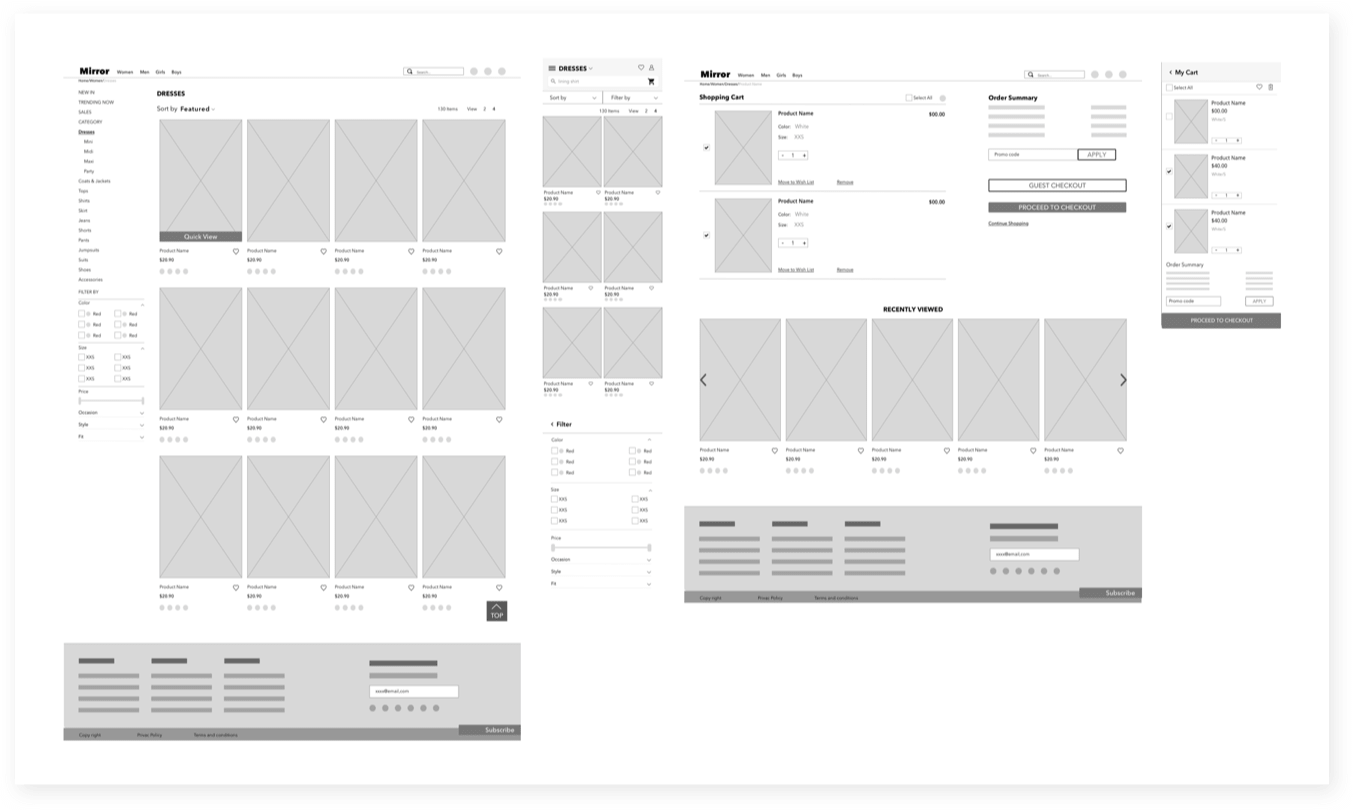 Mirror Women Men Girls Boys
Search...
Home/Women/Dresses
NEW IN
TRENDING NOW
SALES
CATEGORY
Dresses
Mini
Midi
Maxi
Party
Coats & Jackets
Tops
Shirts
Skirt
Jeans
Shorts
Pants
Jumpsuits
Suits
Shoes
Accessories
FILTER BY
Color
Red Red
Red Red
Red Red
Size
XXS XXS
XXS XXS
XXS XXS
Price
Occasion
Style
Fit
DRESSES
Sort by Featured
130 Items View 2 4
Quick View
Product Name Product Name Product Name Product Name
$20.90 $20.90 $20.90 $20.90
Product Name Product Name Product Name Product Name
$20.90 $20.90 $20.90 $20.90
Product Name Product Name Product Name Product Name
$20.90 $20.90 $20.90 $20.90
TOP
xxxx@email.com
Subscribe
Copy right Privac Policy Terms and conditions
DRESSES
Sort by Filter by
130 Items View 2 4
Product Name Product Name
$20.90 $20.90
Product Name Product Name
$20.90 $20.90
Product Name Product Name
$20.90 $20.90
< Filter
Color
Red Red
Red Red
Red Red
Size
XXS XXS
XXS XXS
XXS XXS
Price
Occasion
Style
Fit
Mirror Women Men Girls Boys
Search...
Home/Women/Dresses/Product Name
Shopping Cart Select All
Product Name $00.00
Color: White
Size: XXS
- 1 +
Move to Wish List Remove
Product Name $00.00
Color: White
Size: XXS
- 1 +
Move to Wish List Remove
Order Summary
Promo code APPLY
GUEST CHECKOUT
PROCEED TO CHECKOUT
Continue Shopping
RECENTLY VIEWED
Product Name Product Name Product Name Product Name Product Name
$20.90 $20.90 $20.90 $20.90 $20.90
xxxx@email.com
Subscribe
Copy right Privac Policy Terms and conditions
< My Cart
Select All
Product Name
$00.00
White/S
- 1 +
Product Name
$40.00
White/S
- 1 +
Product Name
$40.00
White/S
- 1 +
Order Summary
Promo code APPLY
PROCEED TO CHECKOUT